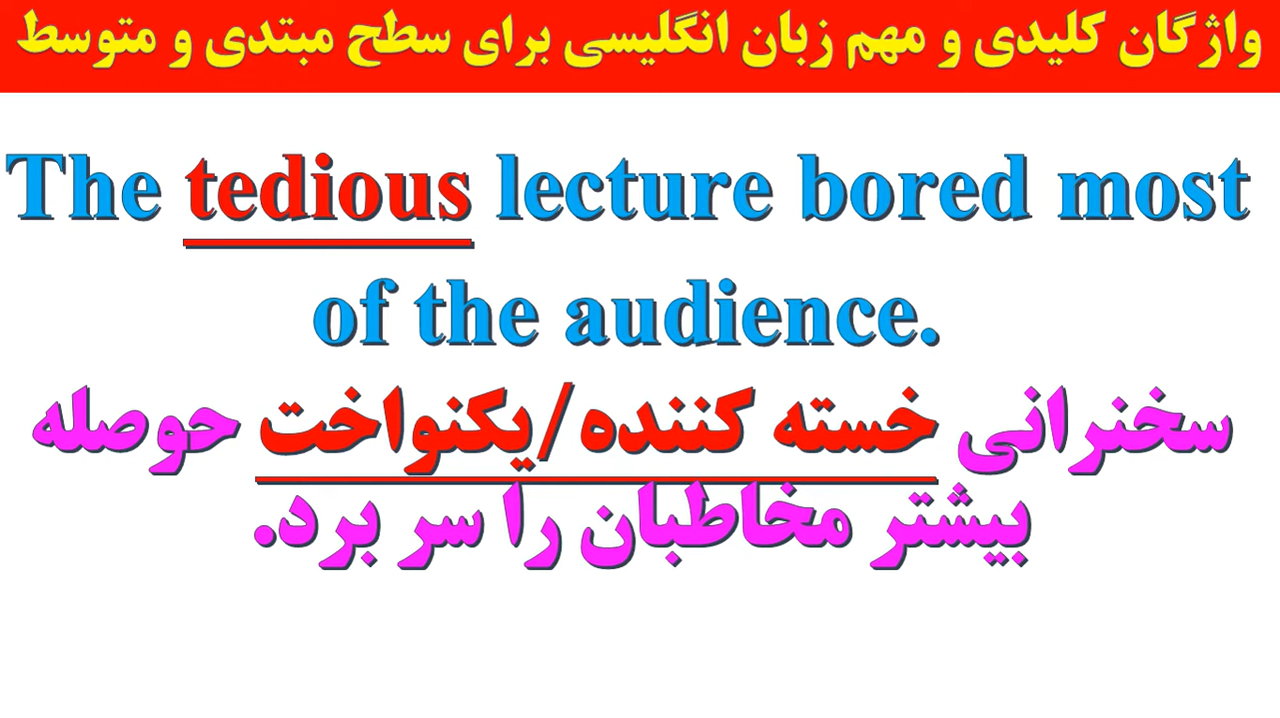 واژگان کلیدی و مهم زبان انگلیسی برای سطح مبتدی و متوسط
The tedious lecture bored most
of the audience.
سخنرانی خسته کننده/یکنواخت حوصله
بیشتر مخاطبان را سر برد.